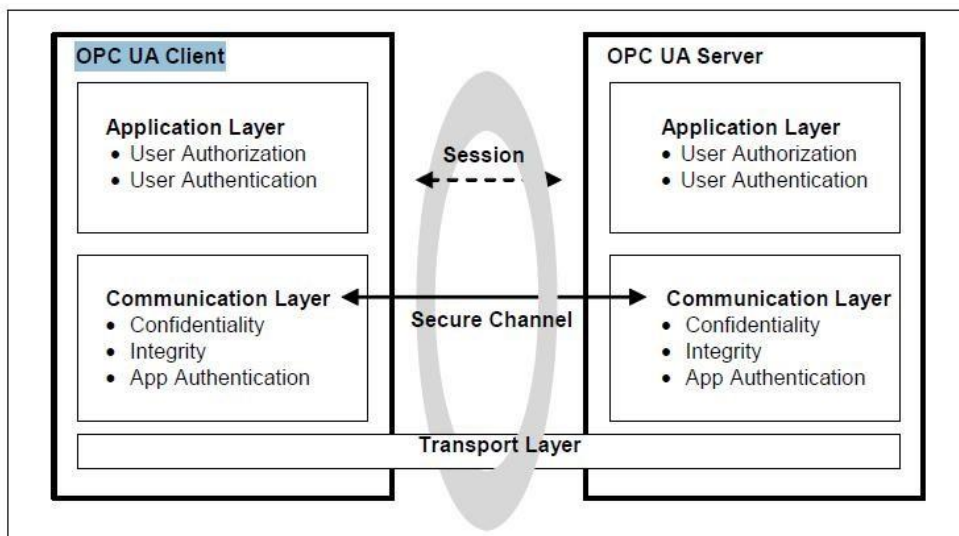 OPC UA Client
Application Layer
• User Authorization
• User Authentication
Communication Layer
• Confidentiality
• Integrity
• App Authentication
Session
Secure Channel
Transport Layer
OPC UA Server
Application Layer
• User Authorization
• User Authentication
Communication Layer
• Confidentiality
• Integrity
• App Authentication